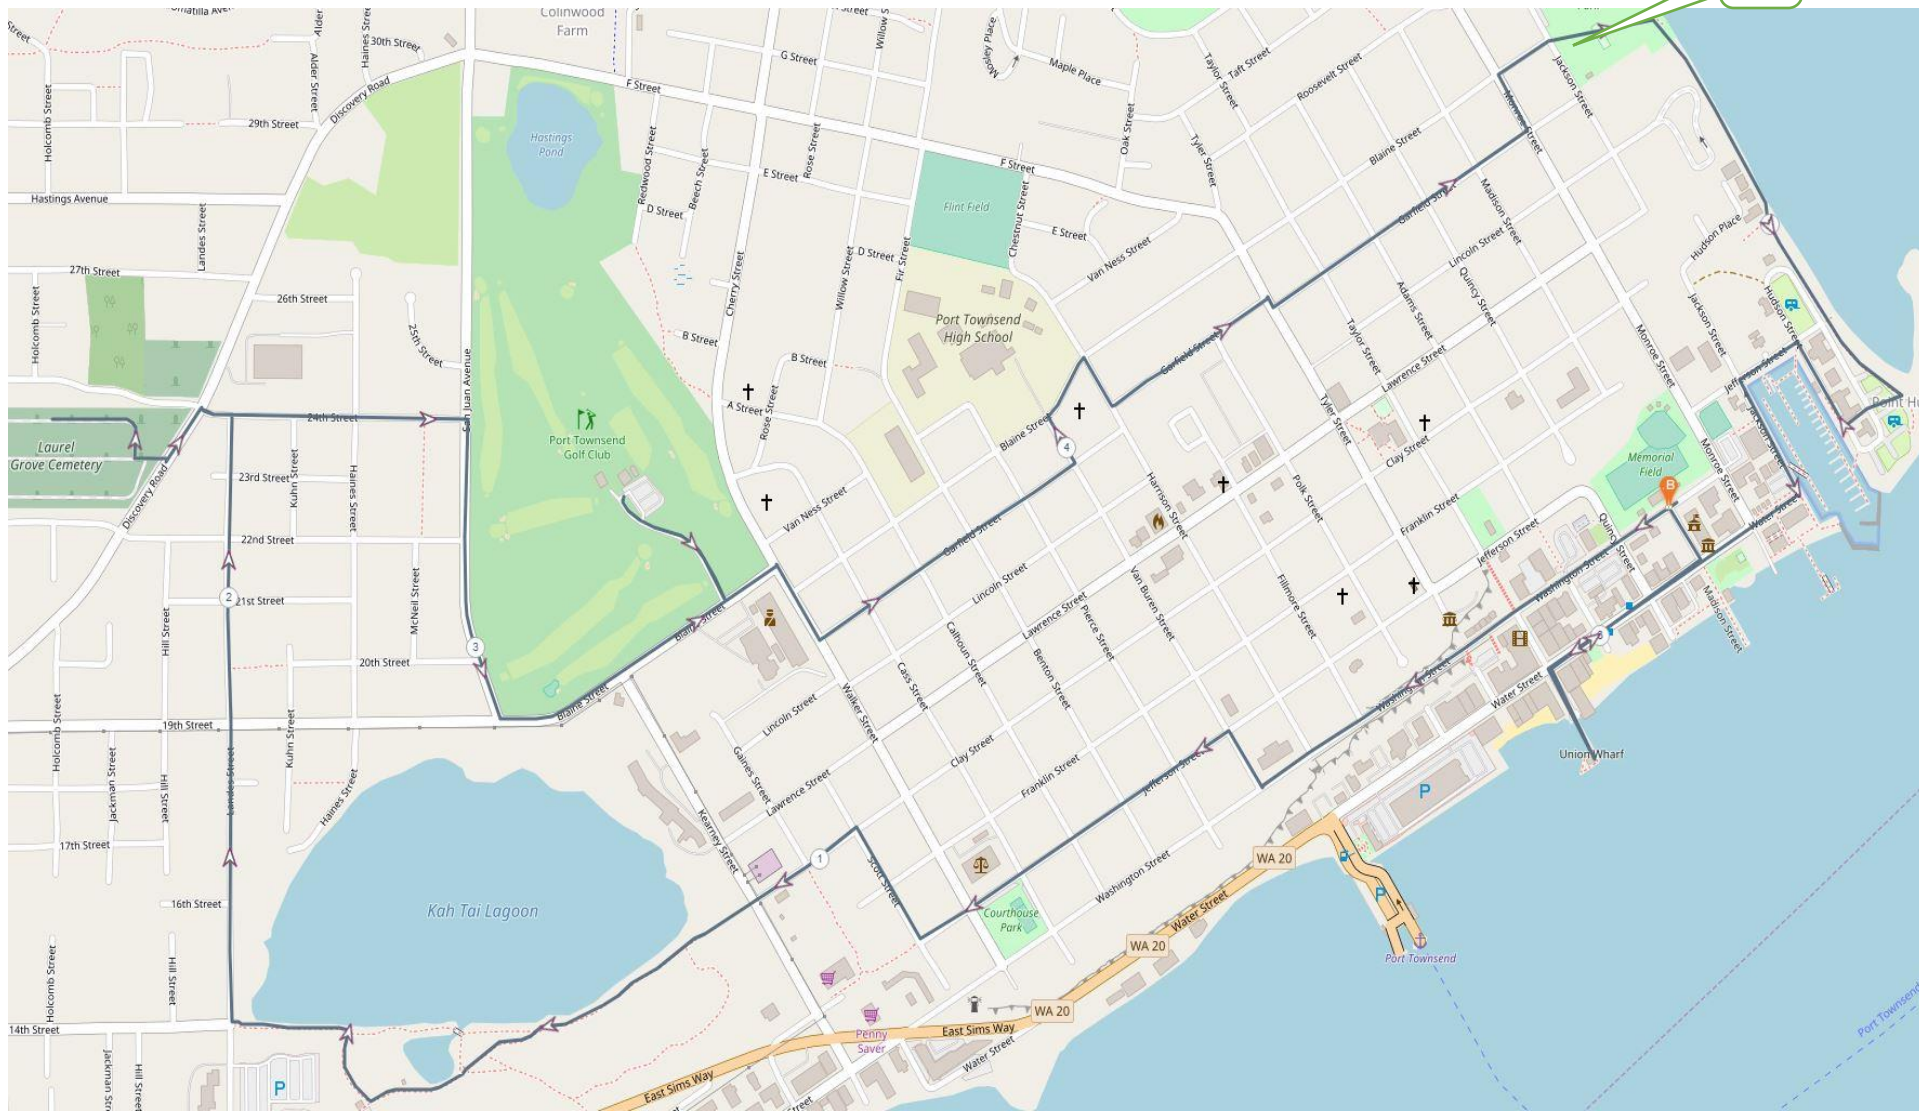 Colinwood
Farm
30th Street
Haines Street
Alder Street
Holcomb Street
Discovery Road
29th Street
Hastings Avenue
Landes Street
27th Street
26th Street
25th Street
Holcomb Street
San Juan Avenue
24th Street
Laurel
Grove Cemetery
Discovery Road
23rd Street
Kuhn Street
Haines Street
22nd Street
2
21st Street
McNeil Street
Hill Street
20th Street
3
19th Street
Holcomb Street
Jackman Street
Hill Street
Landes Street
Kuhn Street
Haines Street
17th Street
16th Street
Holcomb Street
Hill Street
14th Street
Jackman Str
Hill Street
P
Kah Tai Lagoon
Hastings
Pond
Port Townsend
Golf Club
F Street
G Street
Willow S
Mosley Place
Maple Place
Oak Street
Redwood Street
Beech Street
Rose Street
E Street
D Street
Cherry Street
Willow Street
D Street
Fir Street
Flint Field
F Street
Chestnut Street
E Street
Van Ness Street
B Street
B Street
A Street
Rose Street
Port Townsend
High School
Blaine Street
4
Van Ness Street
Garfield Street
Garfield Street
Garfield Street
Taylor Street
Taft Street
Roosevelt Street
Tyler Street
Blaine Street
Monroe Street
Jackson Street
Madison Street
Lincoln Street
Quincy Street
Adams Street
Taylor Street
Lawrence Street
Tyler Street
Clay Street
Monroe Street
Hudson Place
Jackson Street
Hudson Street
Jefferson Street
Jackson Street
Point Hu
Memorial
Field
Monroe Street
B
Water Street
Franklin Street
Jefferson Street
Quincy Street
Washington Street
Madison Street
Harrison Street
Polk Street
Fillmore Street
Van Buren Street
Pierce Street
Benton Street
Calhoun Street
Cass Street
Walker Street
Lincoln Street
Lawrence Street
Blaine Street
Blaine Street
Lincoln Street
Gaines Street
Lawrence Street
Clay Street
Franklin Street
Jefferson Street
Washington Street
Water Street
Union Wharf
Kearney Street
1
Scott Street
Courthouse
Park
Washington Street
WA 20
Water Street
WA 20
WA 20
P
P
Port Townsend
Penny
Saver
East Sims Way
Water Street
East Sims Way
Street
Port Townsend